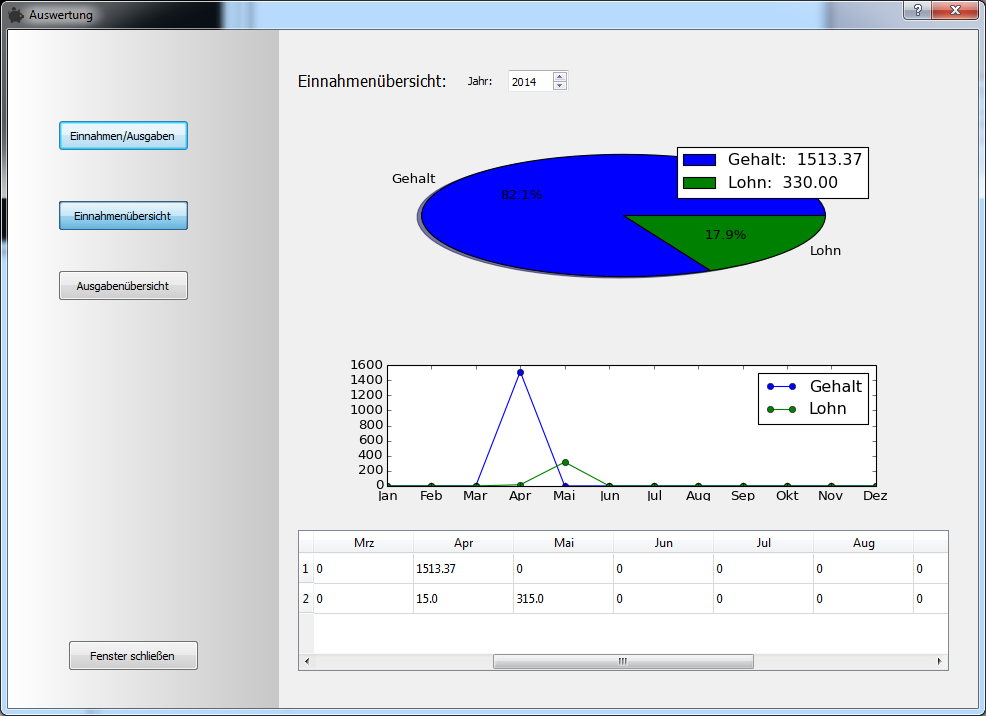 Auswertung
Einnahmenübersicht: Jahr: 2014
Einnahmen/Ausgaben
Einnahmenübersicht
Ausgabenübersicht
Fenster schließen
Gehalt
82.1%
Gehalt: 1513.37
Lohn: 330.00
17.9%
Lohn
1600
1400
1200
1000
800
600
400
200
0
Jan Feb Mar Apr Mai Jun Jul Aug Sep Okt Nov Dez
Gehalt
Lohn
Mrz Apr Mai Jun Jul Aug
1 0 1513.37 0 0 0 0 0
2 0 15.0 315.0 0 0 0 0